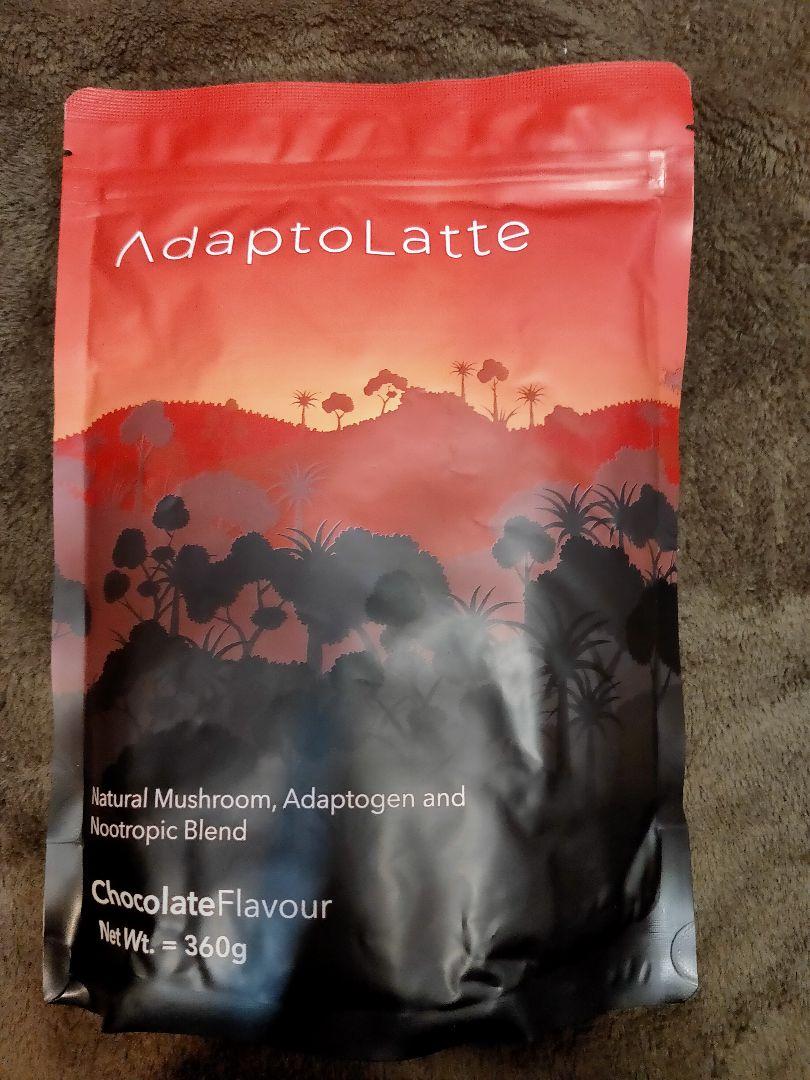 AdaptoLatte
Natural Mushroom, Adaptogen and
Nootropic Blend
ChocolateFlavour
Net Wt. = 360g